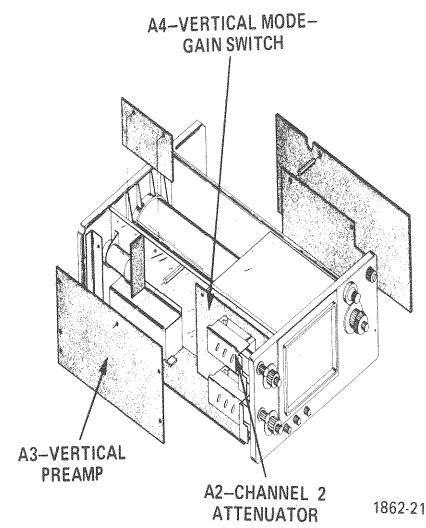 A4–VERTICAL MODE–
GAIN SWITCH
A3–VERTICAL
PREAMP
A2–CHANNEL 2
ATTENUATOR
1862-21